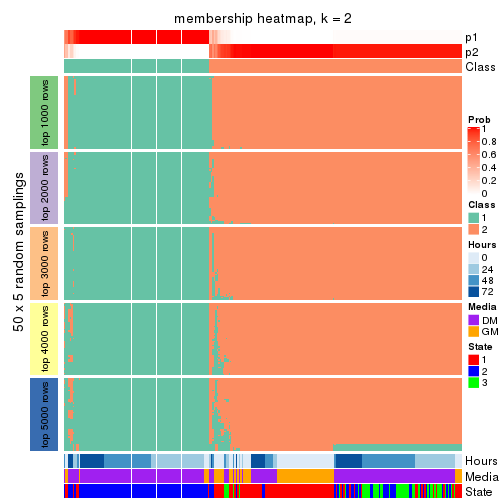 membership heatmap, k = 2
p1
p2
Class
50 x 5 random samplings
top 1000 rows
top 2000 rows
top 3000 rows
top 4000 rows
top 5000 rows
Hours
Media
State
Prob
1
0.8
0.6
0.4
0.2
0
Class
1
2
Hours
0
24
48
72
Media
DM
GM
State
1
2
3